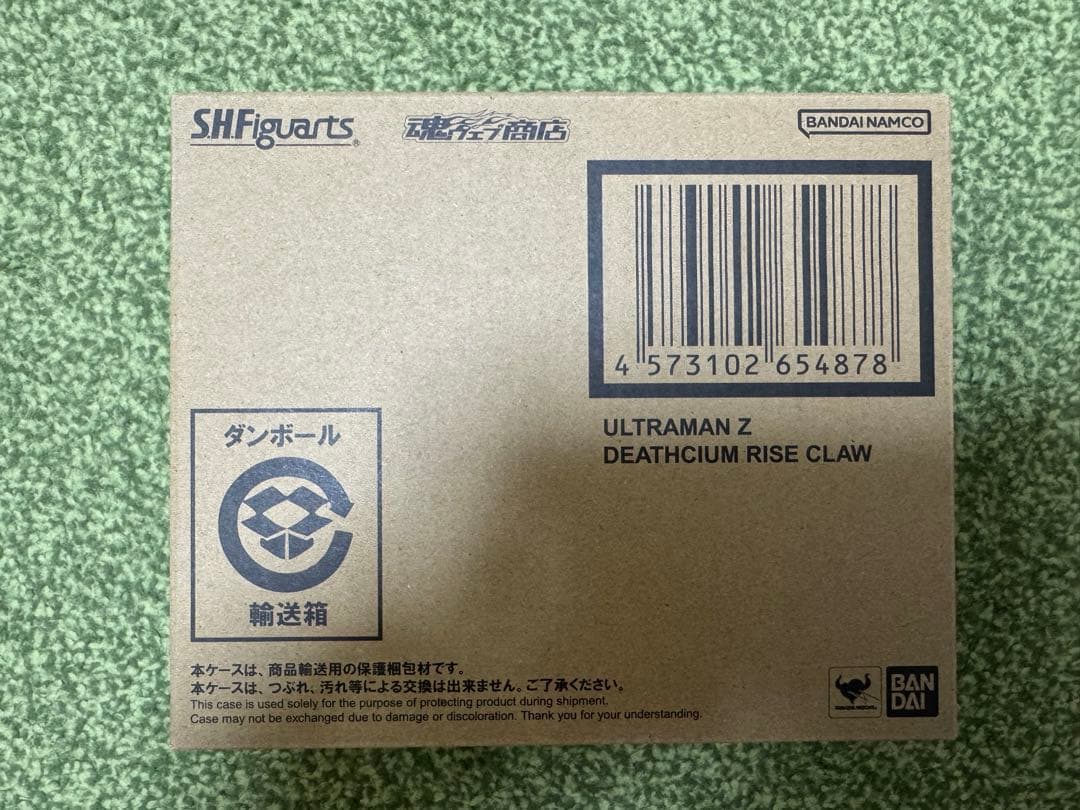 S.H.Figuarts
魂ウェブ商店
BANDAI NAMCO
4 573102 654878
ULTRAMAN Z
DEATHCIUM RISE CLAW
ダンボール
輸送箱
本ケースは、商品輸送用の保護梱包材です。
本ケースは、つぶれ、汚れ等による交換は出来ません。ご了承ください。
This case is used solely for the purpose of protecting product during shipment.
Case may not be exchanged due to damage or discoloration. Thank you for your understanding.
BAN
DAI